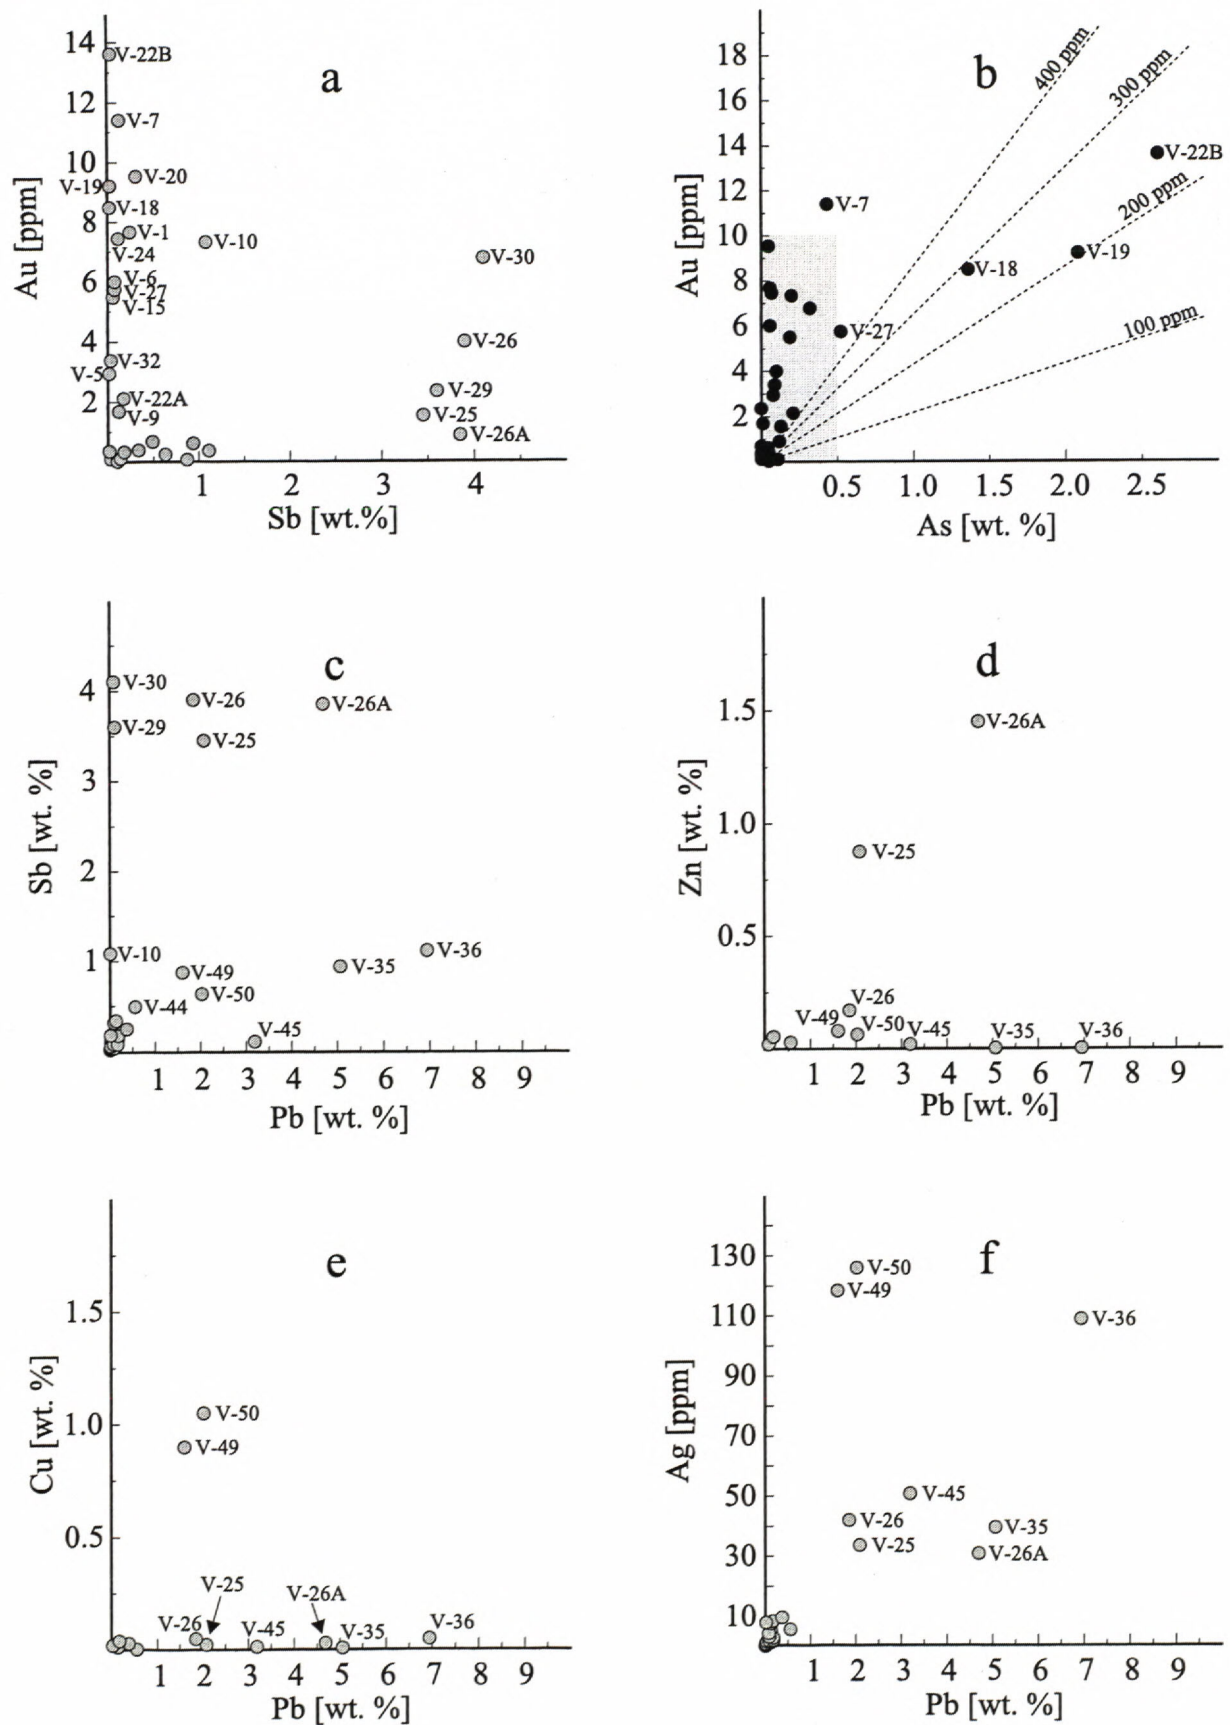 a
14
12
10
8
6
4
2
Au [ppm]
V-22B
V-7
V-20
V-19
V-18
V-1
V-10
V-24
V-30
V-6
V-27
V-15
V-32
V-26
V-5
V-29
V-22A
V-25
V-9
V-26A
1 2 3 4
Sb [wt.%]
b
18
16
14
12
10
8
6
4
2
Au [ppm]
400 ppm
300 ppm
200 ppm
100 ppm
V-22B
V-7
V-19
V-18
V-27
0.5 1.0 1.5 2.0 2.5
As [wt. %]
c
4
3
2
1
Sb [wt. %]
V-30
V-26
V-26A
V-29
V-25
V-10
V-36
V-49
V-35
V-50
V-44
V-45
1 2 3 4 5 6 7 8 9
Pb [wt. %]
d
1.5
1.0
0.5
Zn [wt. %]
V-26A
V-25
V-26
V-49
V-50
V-45
V-35
V-36
1 2 3 4 5 6 7 8 9
Pb [wt. %]
e
1.5
1.0
0.5
Cu [wt. %]
V-50
V-49
V-25
V-26A
V-26
V-45
V-35
V-36
1 2 3 4 5 6 7 8 9
Pb [wt. %]
f
130
110
90
70
50
30
10
Ag [ppm]
V-50
V-49
V-36
V-45
V-26
V-35
V-25
V-26A
1 2 3 4 5 6 7 8 9
Pb [wt. %]